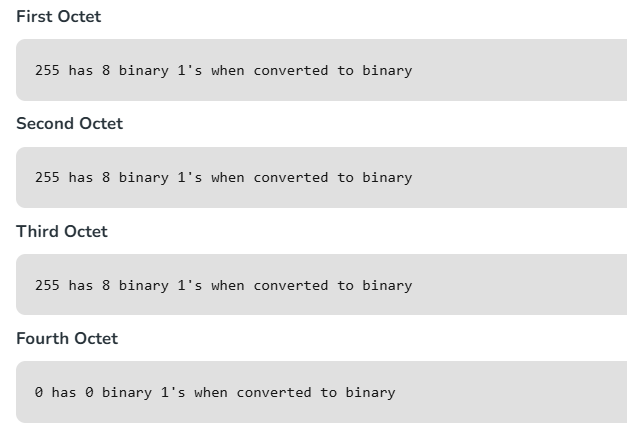 First Octet
255 has 8 binary 1's when converted to binary
Second Octet
255 has 8 binary 1's when converted to binary
Third Octet
255 has 8 binary 1's when converted to binary
Fourth Octet
0 has 0 binary 1's when converted to binary